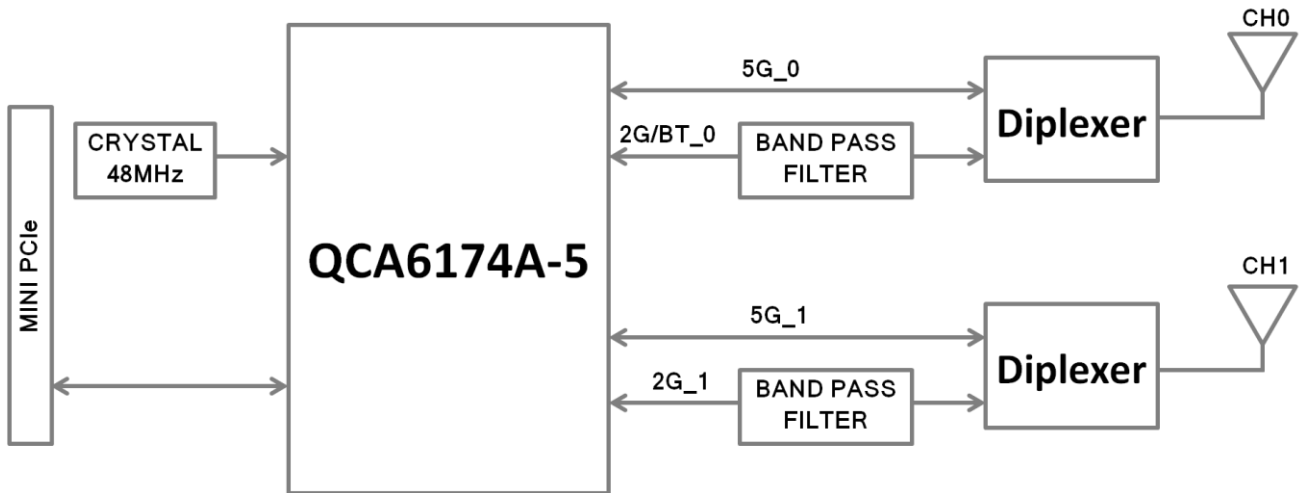 CH0
5G_0
Diplexer
2G/BT_0
BAND PASS
FILTER
CRYSTAL
48MHz
MINI PCIe
QCA6174A-5
CH1
5G_1
Diplexer
2G_1
BAND PASS
FILTER